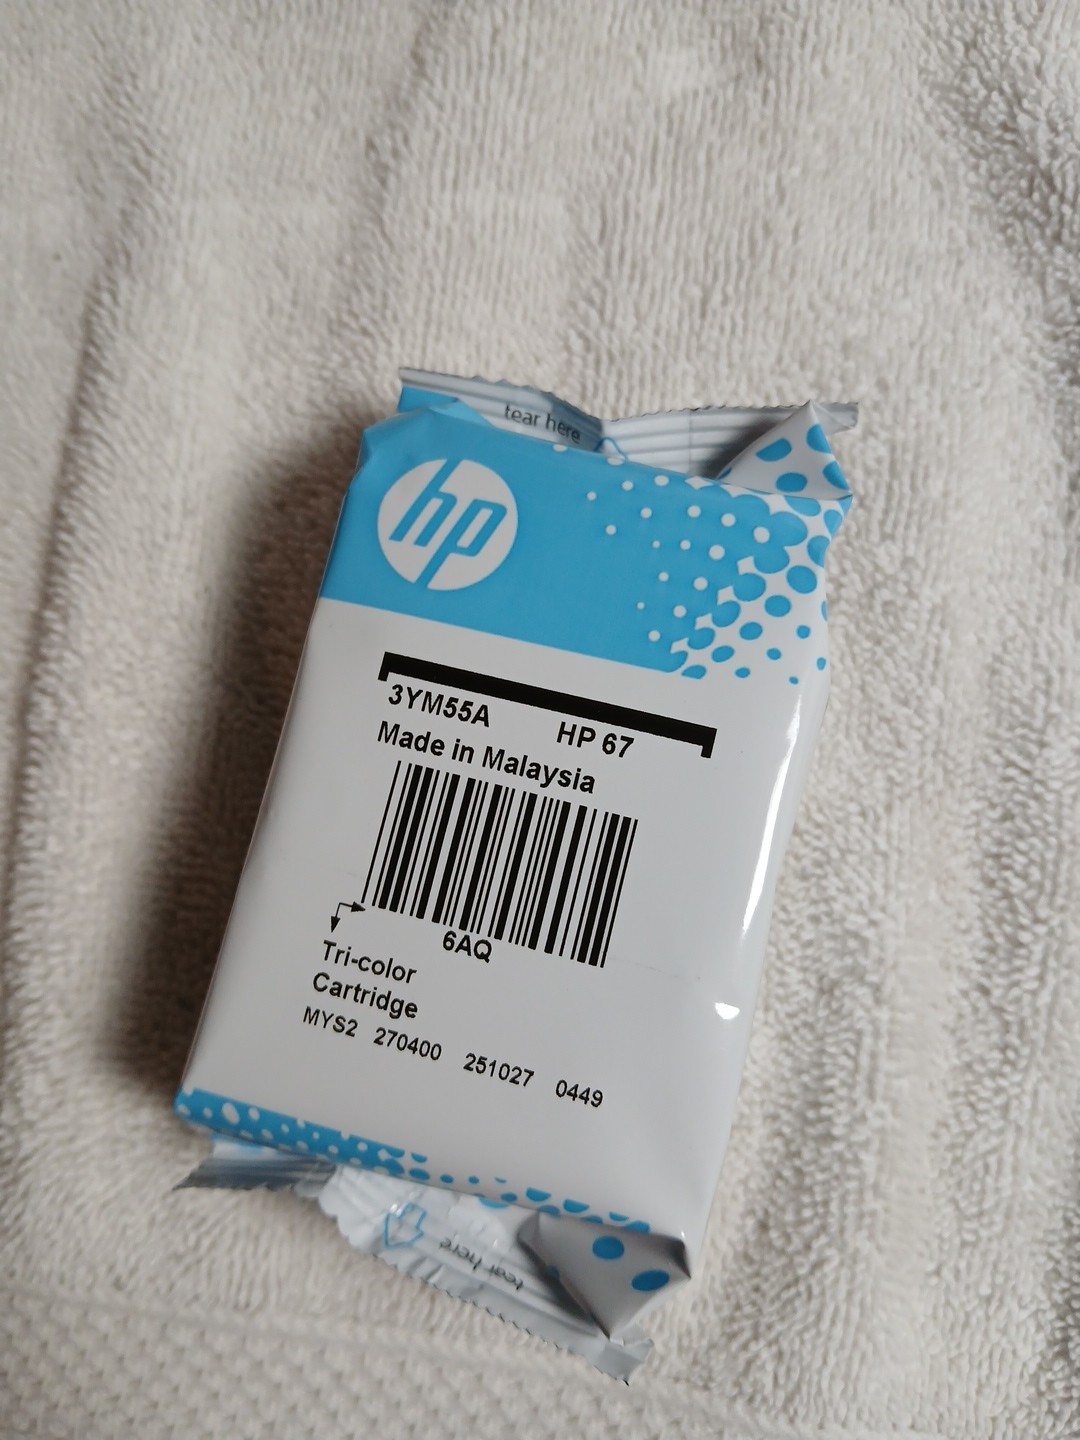 tear here
hp
3YM55A HP 67
Made in Malaysia
6AQ
Tri-color
Cartridge
MYS2 270400 251027 0449
tear here